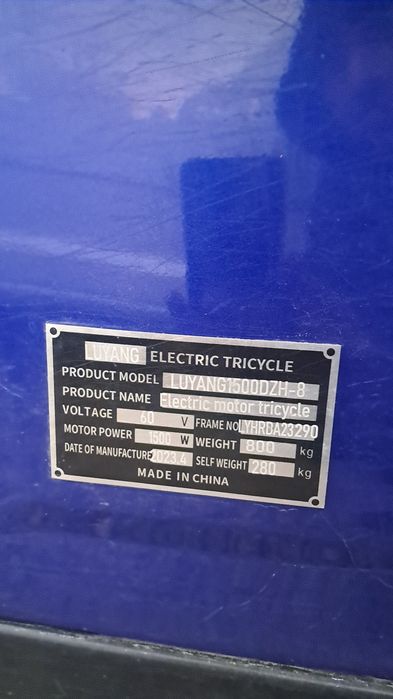 LUYANG ELECTRIC TRICYCLE
PRODUCT MODEL LUYANG1500DZH-8
PRODUCT NAME Electric motor tricycle
VOLTAGE 60 V FRAME NO. LYHRBA23290
MOTOR POWER 1500 W WEIGHT 800 kg
DATE OF MANUFACTURE 2023.4 SELF WEIGHT 280 kg
MADE IN CHINA